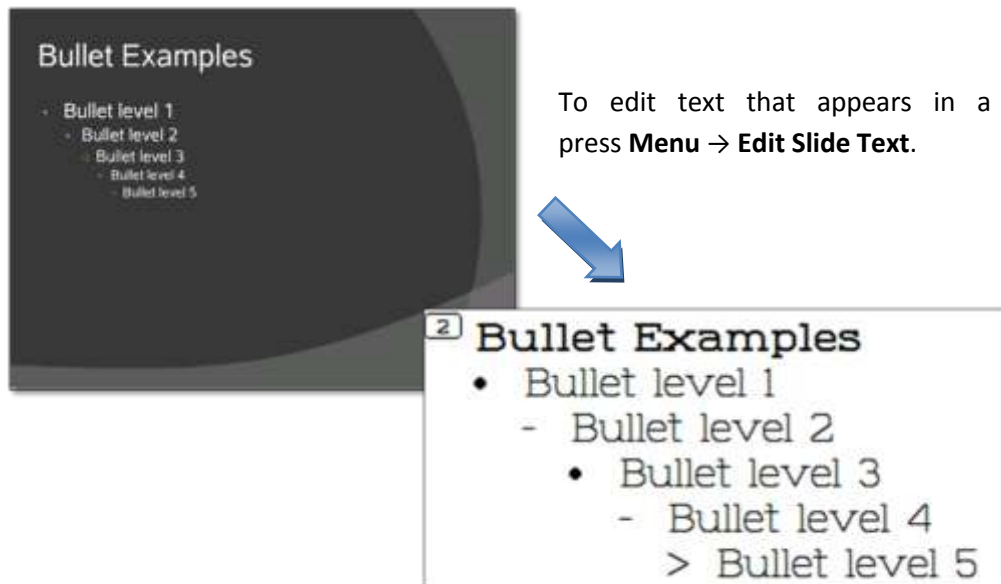 Bullet Examples
Bullet level 1
Bullet level 2
Bullet level 3
Bullet level 4
Bullet level 5
To edit text that appears in a
press Menu → Edit Slide Text.
2 Bullet Examples
• Bullet level 1
- Bullet level 2
• Bullet level 3
- Bullet level 4
> Bullet level 5